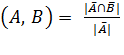 (A, B) = |Ā∩B̄| / |Ā|